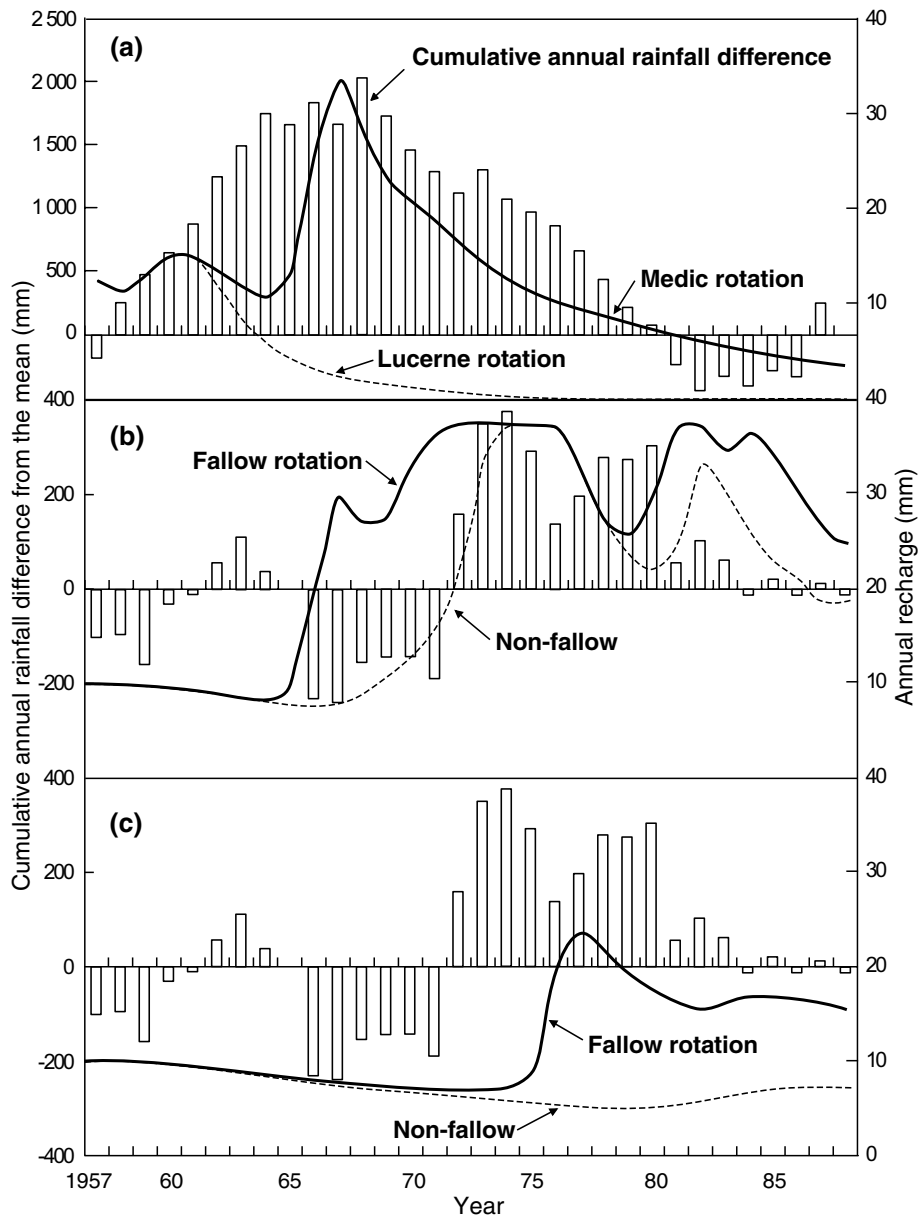 Cumulative annual rainfall difference from the mean (mm)
Annual recharge (mm)
2 500
2 000
1 500
1 000
500
0
400
40
30
20
10
40
(a)
Cumulative annual rainfall difference
Medic rotation
Lucerne rotation
200
0
-200
400
30
20
10
40
(b)
Fallow rotation
Non-fallow
200
0
-200
-400
30
20
10
0
(c)
Fallow rotation
Non-fallow
1957 60 65 70 75 80 85
Year